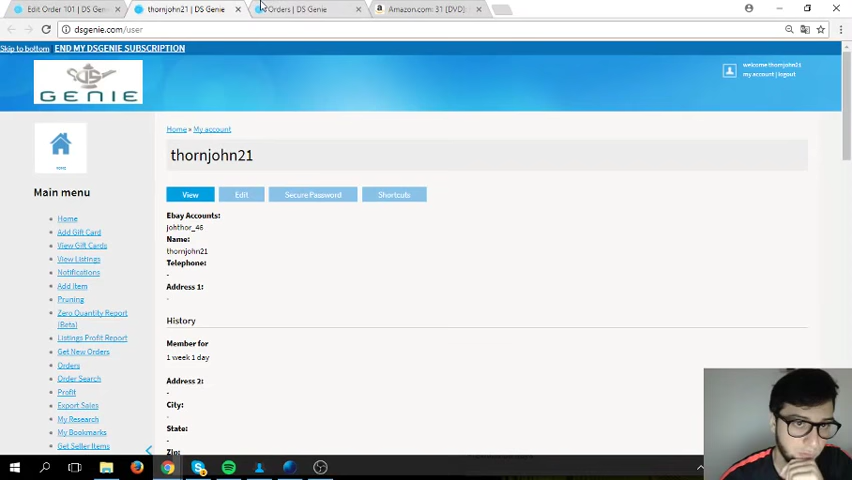 Edit Order 101 | DS Geni
thornjohn21 | DS Genie
Orders | DS Genie
Amazon.com: 31 [DVD]
dsgenie.com/user
Skip to bottom | END MY DSGENIE SUBSCRIPTION
DS
GENIE
welcome thornjohn21
my account | logout
Home » My account
thornjohn21
Main menu
View
Edit
Secure Password
Shortcuts
Ebay Accounts:
johthor_46
Name:
thornjohn21
Telephone:
-
Address 1:
-
History
Member for
1 week 1 day
Address 2:
-
City:
-
State:
-
Zip:
Home
Add Gift Card
View Gift Cards
View Listings
Notifications
Add Item
Pruning
Zero Quantity Report
(Beta)
Listings Profit Report
Get New Orders
Orders
Order Search
Profit
Export Sales
My Research
My Bookmarks
Get Seller Items